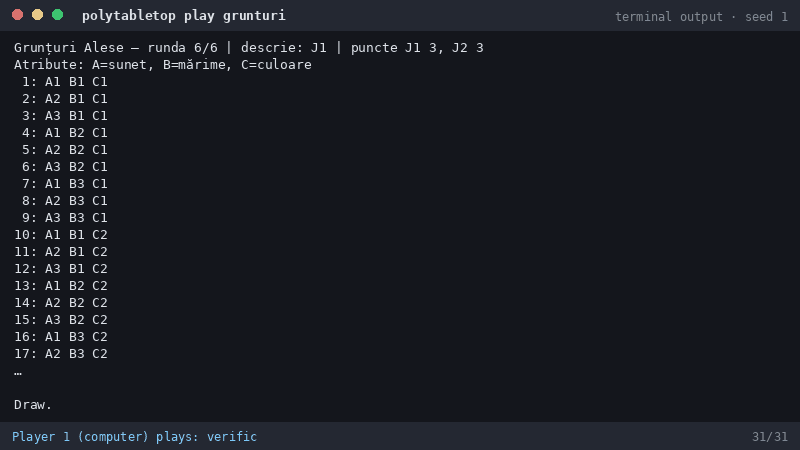 polytabletop play grunturi
terminal output · seed 1
Grunțuri Alese — runda 6/6 | descrie: J1 | puncte J1 3, J2 3
Atribute: A=sunet, B=mărime, C=culoare
1: A1 B1 C1
2: A2 B1 C1
3: A3 B1 C1
4: A1 B2 C1
5: A2 B2 C1
6: A3 B2 C1
7: A1 B3 C1
8: A2 B3 C1
9: A3 B3 C1
10: A1 B1 C2
11: A2 B1 C2
12: A3 B1 C2
13: A1 B2 C2
14: A2 B2 C2
15: A3 B2 C2
16: A1 B3 C2
17: A2 B3 C2
…
Draw.
Player 1 (computer) plays: verific
31/31